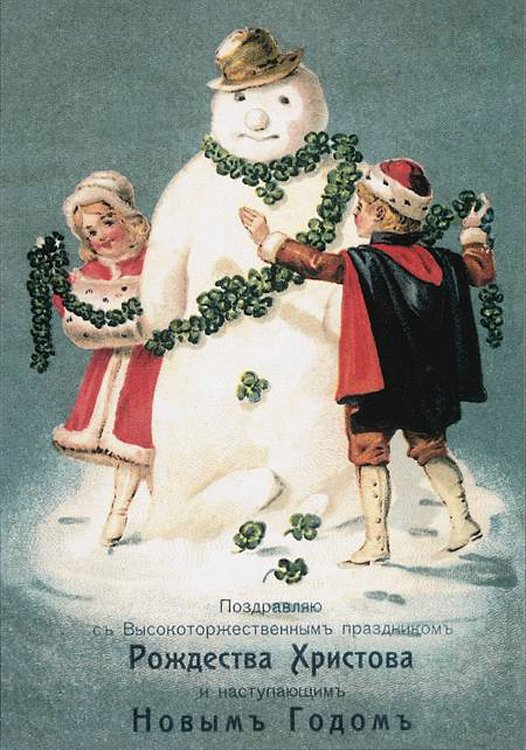 Поздравляю
съ Высокоторжественнымъ праздникомъ
Рождества Христова
и наступающимъ
Новымъ Годомъ